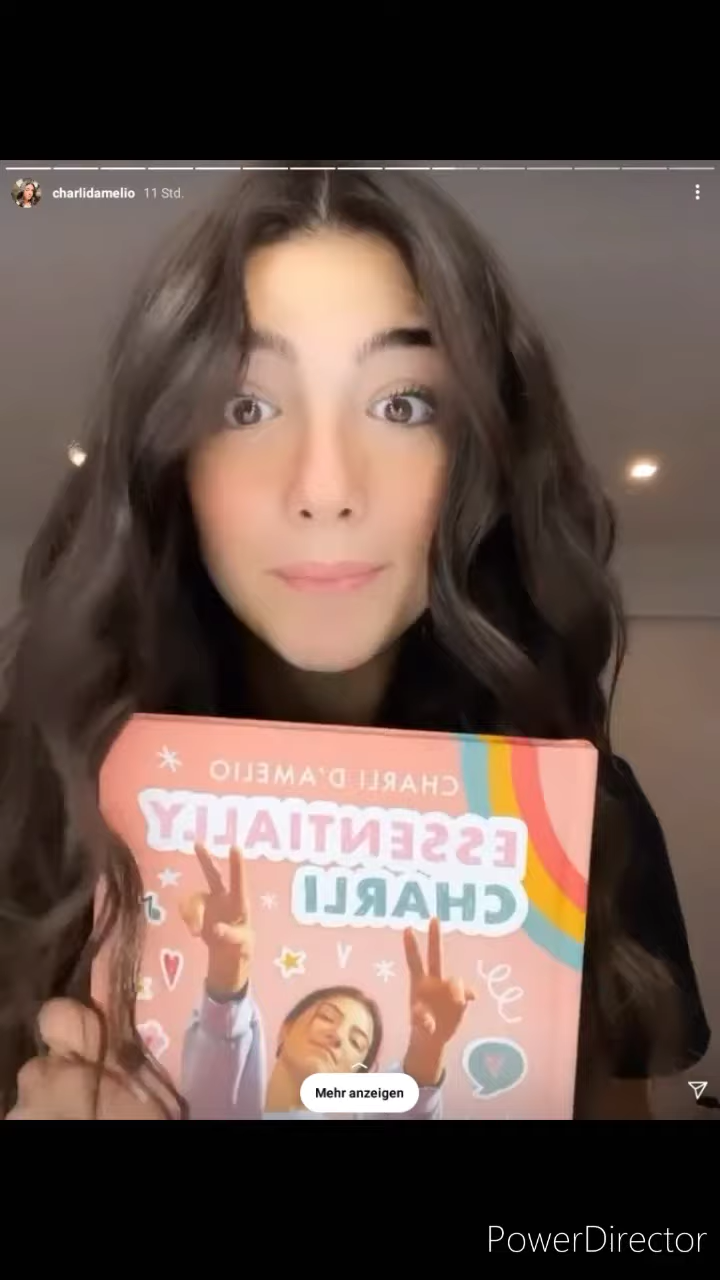 charlidamelio 11 Std.
CHARLI D'AMELIO
ESSENTIALLY
CHARLI
Mehr anzeigen
PowerDirector